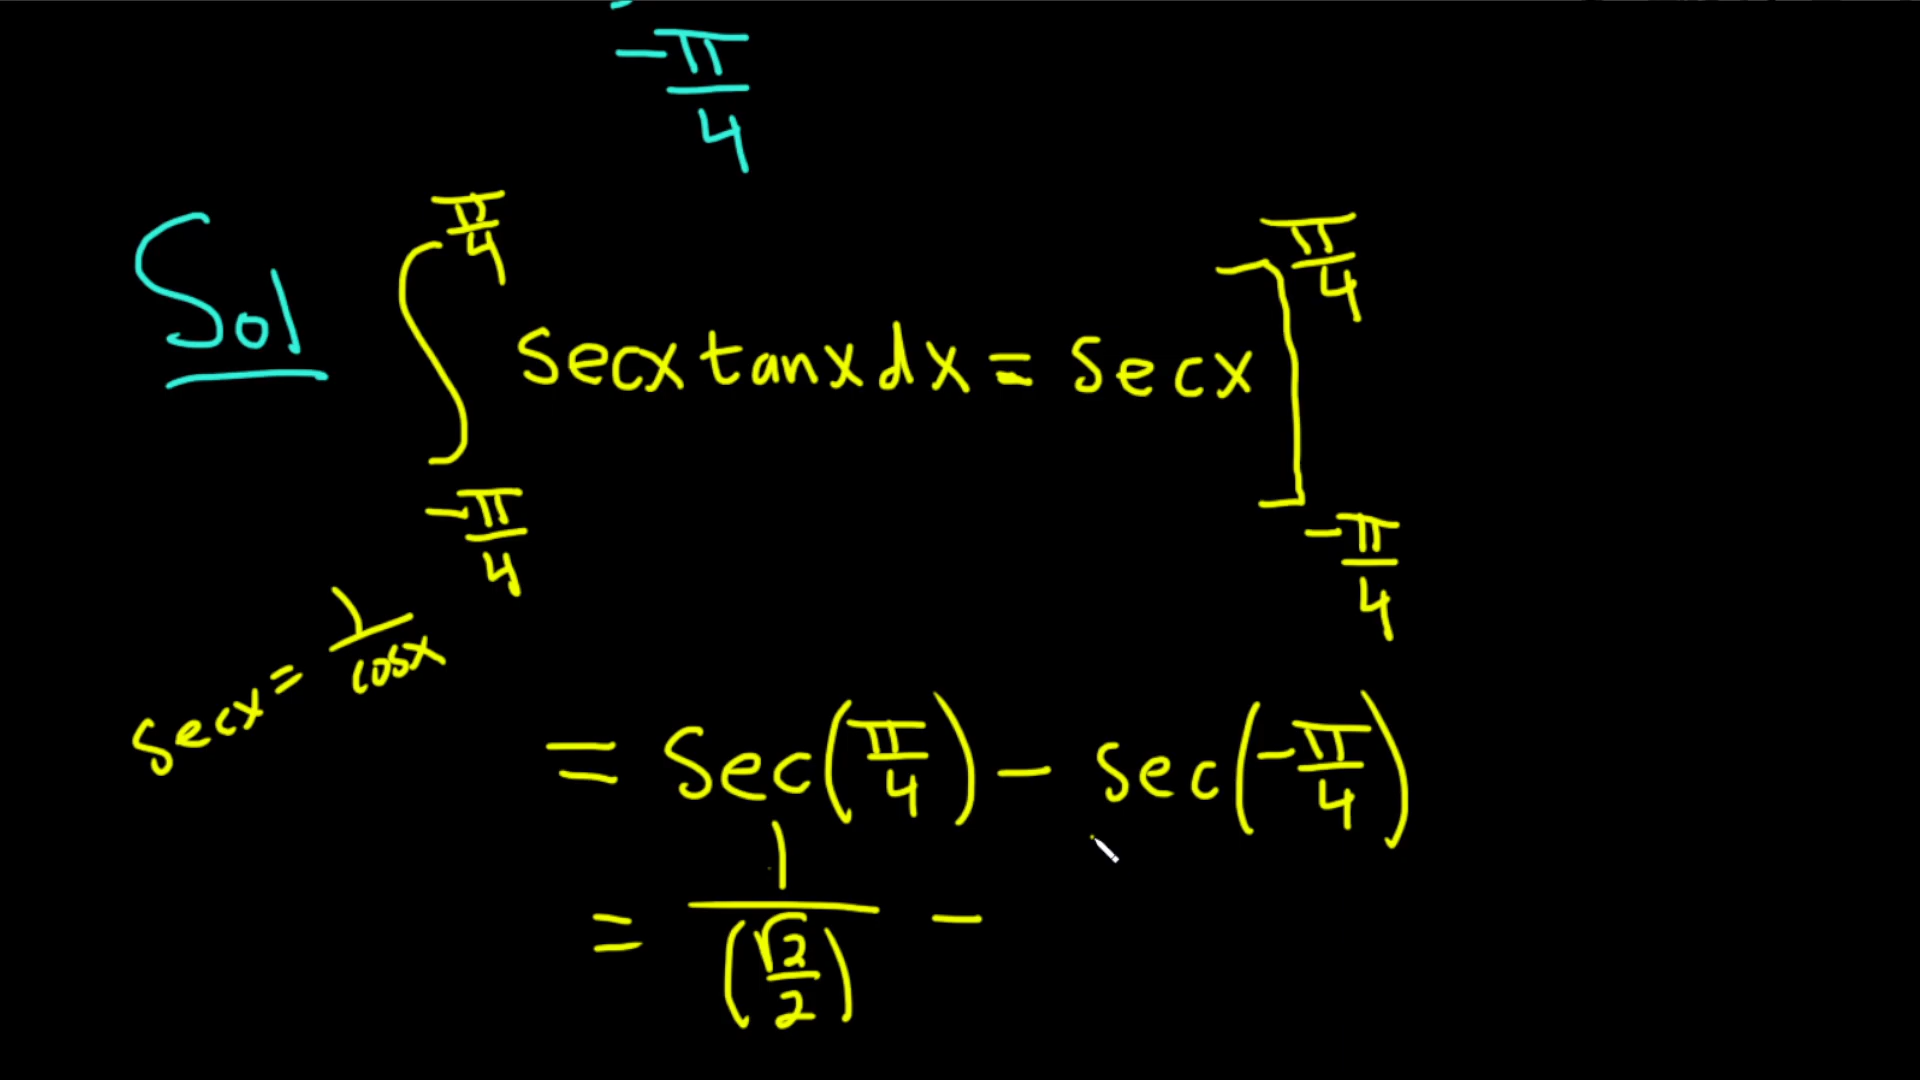 -π/4
Sol ∫_{-π/4}^{π/4} secx tanx dx = secx ]_{-π/4}^{π/4}
secx = 1/cosx
= sec(π/4) - sec(-π/4)
= 1/(√2/2) -